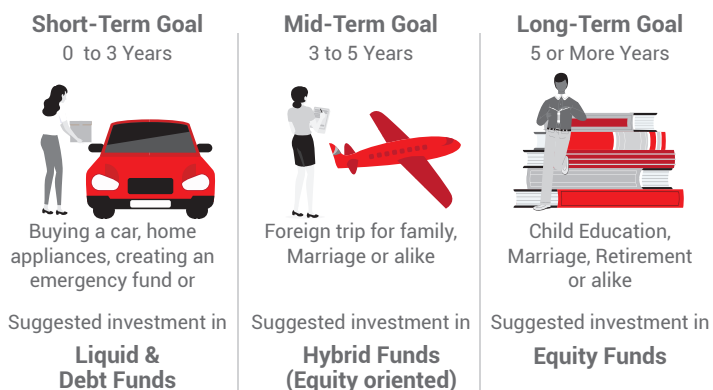 Short-Term Goal
0 to 3 Years
Buying a car, home
appliances, creating an
emergency fund or
Suggested investment in
Liquid &
Debt Funds
Mid-Term Goal
3 to 5 Years
Foreign trip for family,
Marriage or alike
Suggested investment in
Hybrid Funds
(Equity oriented)
Long-Term Goal
5 or More Years
Child Education,
Marriage, Retirement
or alike
Suggested investment in
Equity Funds